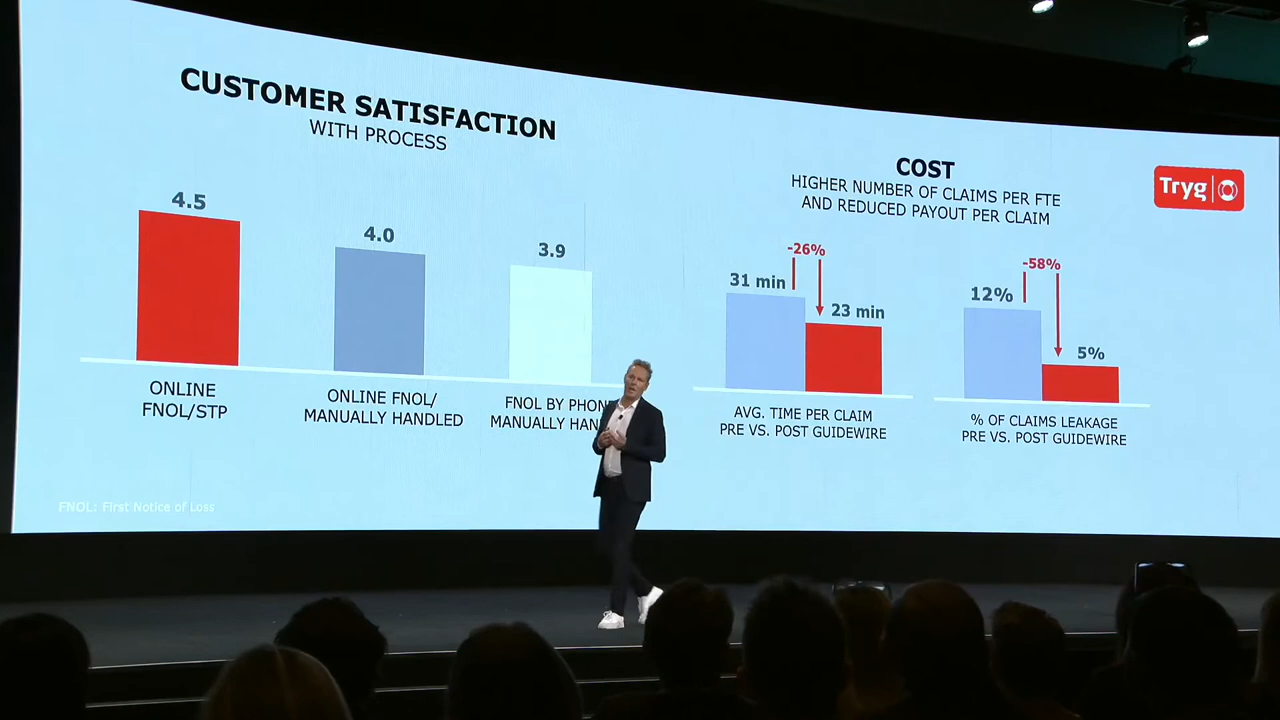 CUSTOMER SATISFACTION
WITH PROCESS
4.5
4.0
3.9
ONLINE
FNOL/STP
ONLINE FNOL/
MANUALLY HANDLED
FNOL BY PHON
MANUALLY HAN
FNOL: First Notice of Loss
COST
HIGHER NUMBER OF CLAIMS PER FTE
AND REDUCED PAYOUT PER CLAIM
-26%
31 min
23 min
AVG. TIME PER CLAIM
PRE VS. POST GUIDEWIRE
-58%
12%
5%
% OF CLAIMS LEAKAGE
PRE VS. POST GUIDEWIRE
Tryg